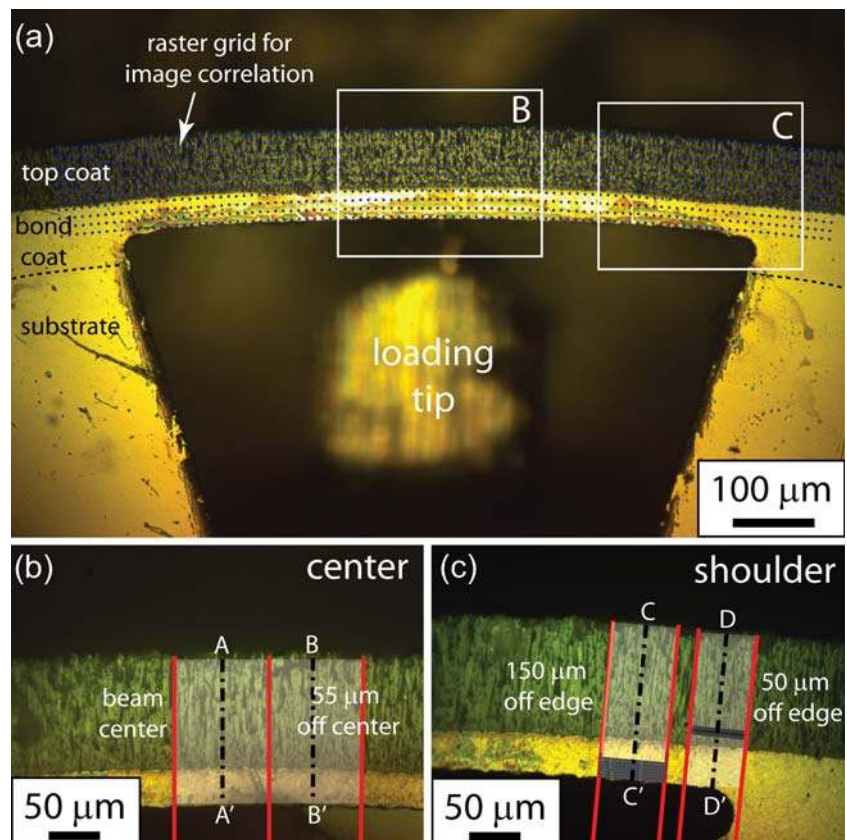 (a)
raster grid for
image correlation
B
C
top coat
bond
coat
substrate
loading
tip
100 µm
(b)
center
A
B
beam
center
55 µm
off center
A'
B'
50 µm
(c)
shoulder
C
D
150 µm
off edge
50 µm
off edge
C'
D'
50 µm